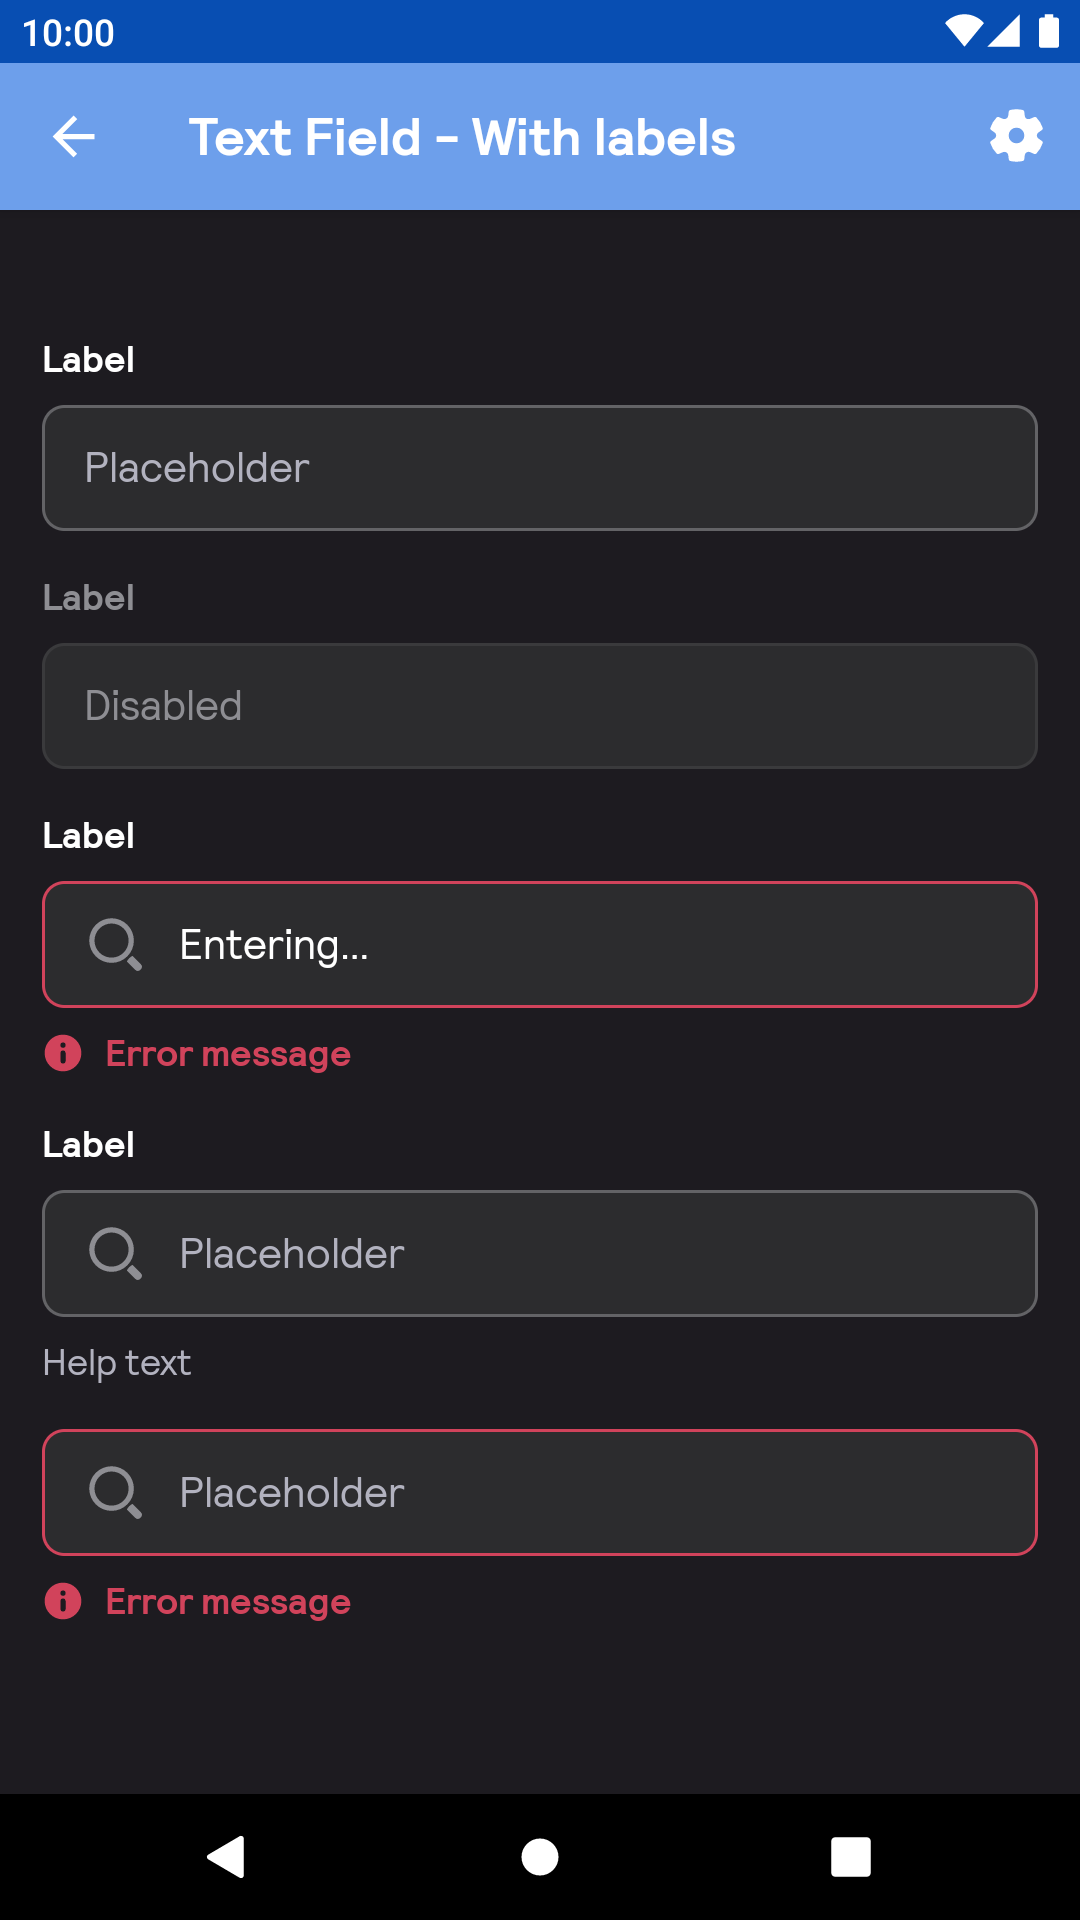 10:00
Text Field - With labels
Label
Placeholder
Label
Disabled
Label
Entering...
Error message
Label
Placeholder
Help text
Placeholder
Error message